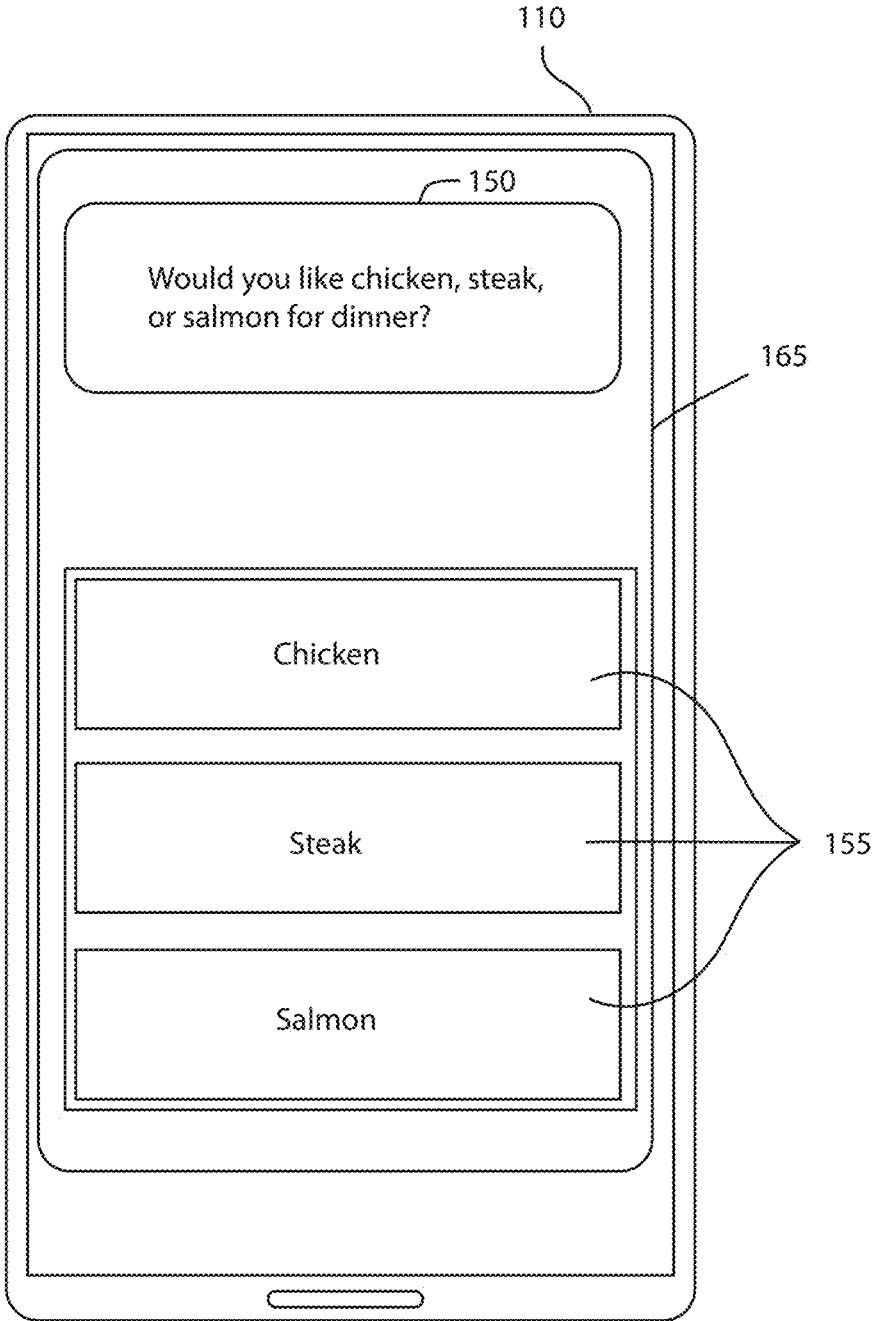 110
150
Would you like chicken, steak,
or salmon for dinner?
165
Chicken
Steak
155
Salmon